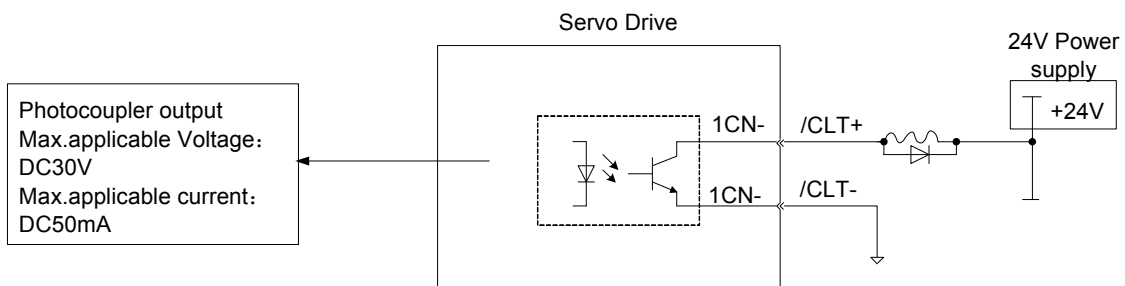 Servo Drive
24V Power
supply
+24V
Photocoupler output
Max.applicable Voltage：
DC30V
Max.applicable current：
DC50mA
1CN-
/CLT+
1CN-
/CLT-